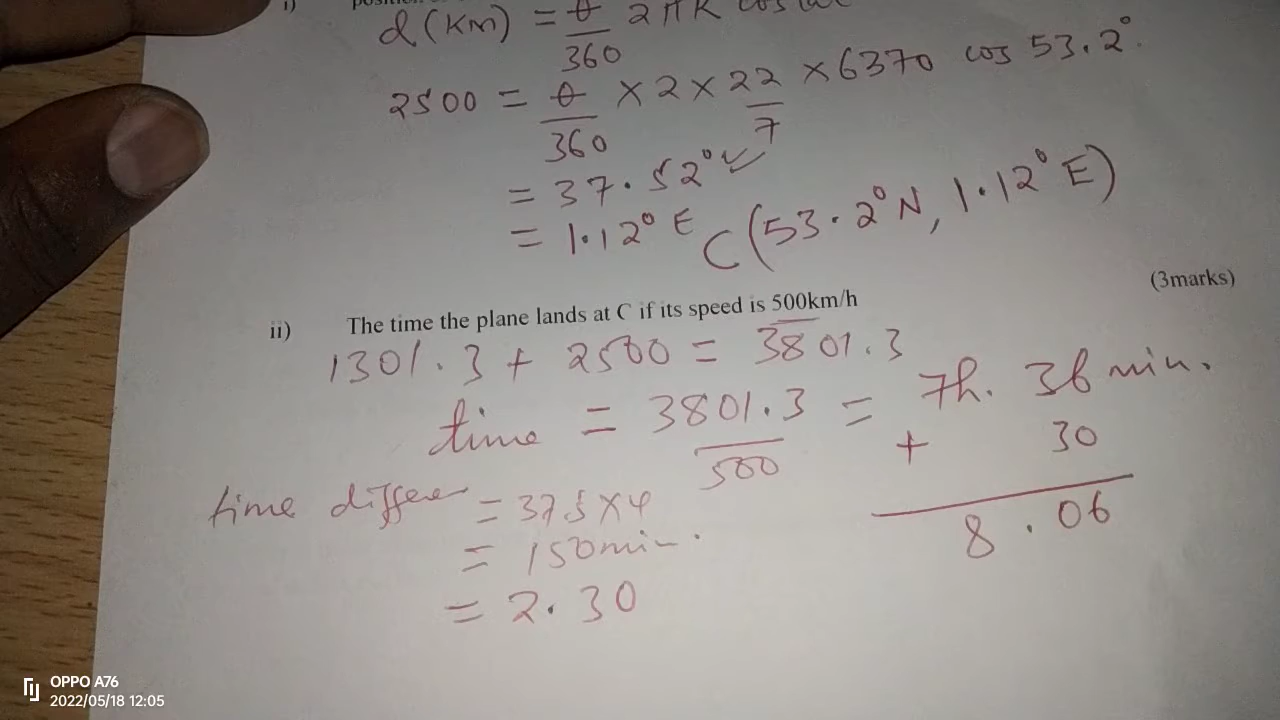 i)
d (Km) = θ/360 2πR cos
2500 = θ/360 × 2 × 22/7 × 6370 cos 53.2°
= 37.52° ✓
= 1.12° E C(53.2°N, 1.12° E)
(3marks)
ii) The time the plane lands at C if its speed is 500km/h
1301.3 + 2500 = 3801.3
time = 3801.3/500 = 7h. 36 min.
+ 30
8.06
time = 37.5 × 4
= 150min.
= 2.30
OPPO A76
2022/05/18 12:05